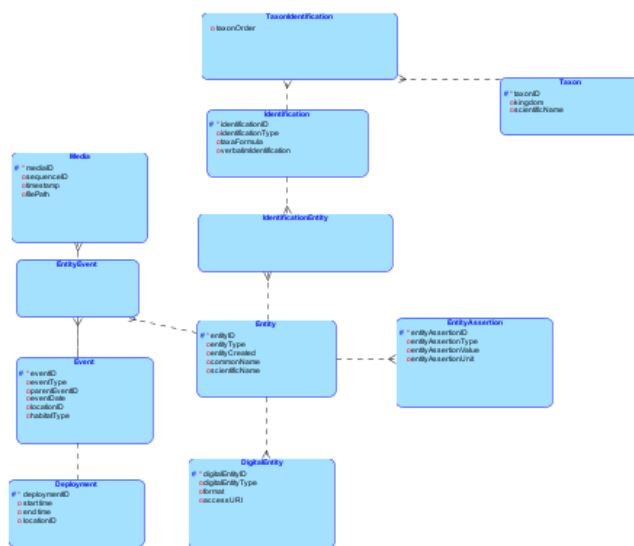 TaxonIdentification
o taxonOrder
Taxon
# * taxonID
o kingdom
o scientificName
Identification
# * identificationID
o identificationType
o taxaFormula
o verbatimIdentification
Media
# * mediaID
o sequenceID
o timestamp
o filePath
IdentificationEntity
EntityEvent
Entity
# * entityID
o entityType
o entityCreated
o commonName
o scientificName
EntityAssertion
# * entityAssertionID
o entityAssertionType
o entityAssertionValue
o entityAssertionUnit
Event
# * eventID
o eventType
o parentEventID
o eventDate
o locationID
o habitatType
DigitalEntity
# * digitalEntityID
o digitalEntityType
o format
o accessURI
Deployment
# * deploymentID
o start time
o end time
o locationID